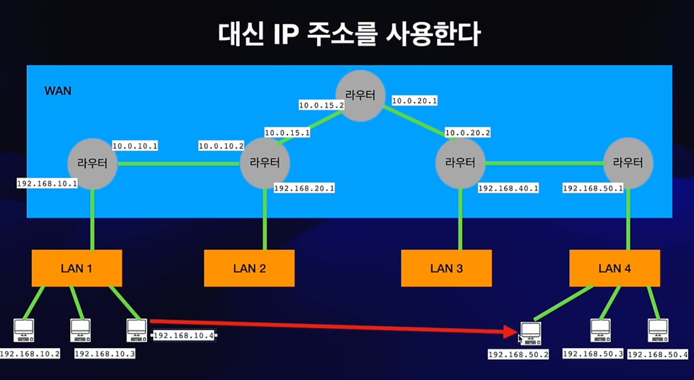 대신 IP 주소를 사용한다
WAN
라우터
10.0.15.2
10.0.20.1
10.0.10.1
10.0.10.2
10.0.15.1
10.0.20.2
라우터
라우터
라우터
라우터
192.168.10.1
192.168.20.1
192.168.40.1
192.168.50.1
LAN 1
LAN 2
LAN 3
LAN 4
192.168.10.4
192.168.10.2
192.168.10.3
192.168.50.2
192.168.50.3
192.168.50.4